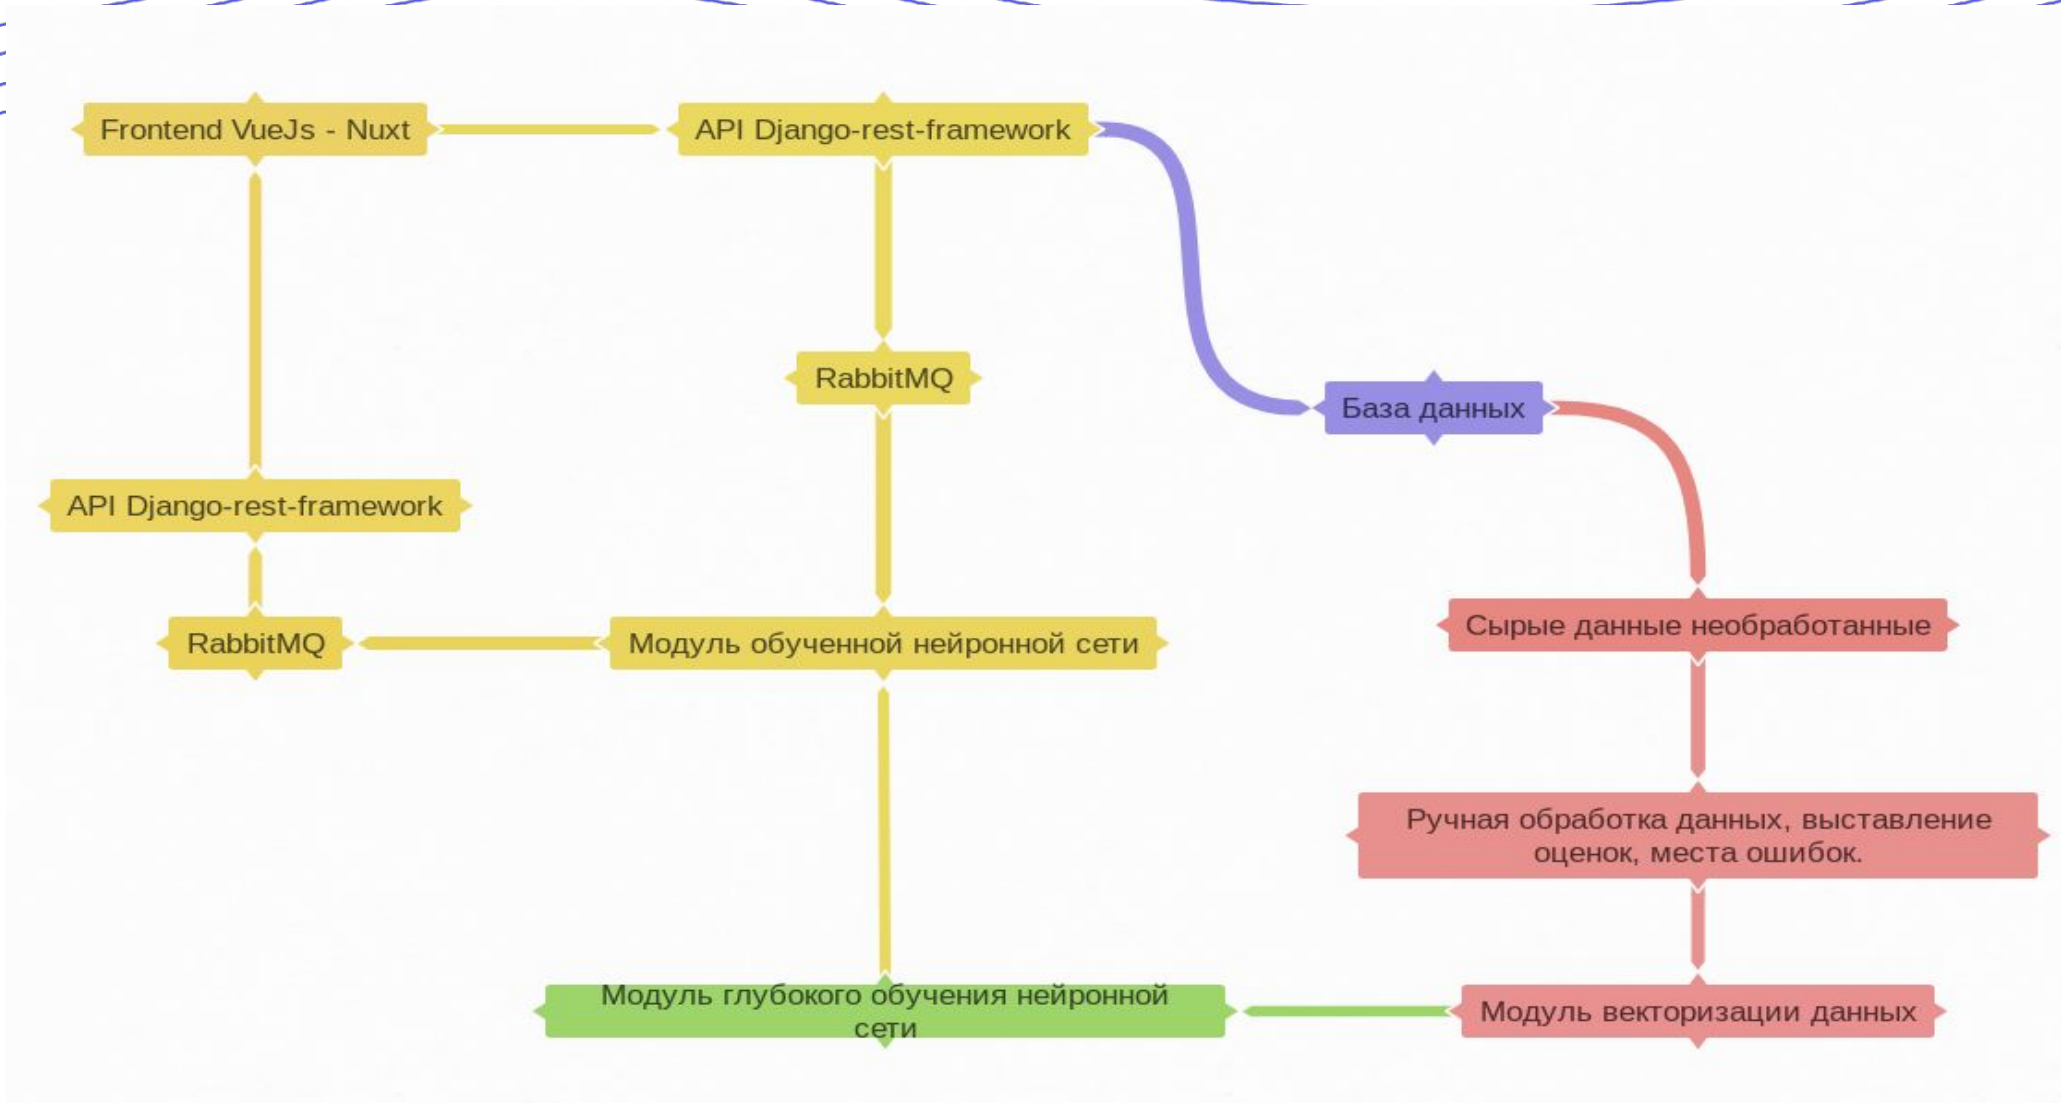 Frontend VueJs - Nuxt
API Django-rest-framework
RabbitMQ
База данных
API Django-rest-framework
RabbitMQ
Модуль обученной нейронной сети
Сырые данные необработанные
Ручная обработка данных, выставление
оценок, места ошибок.
Модуль глубокого обучения нейронной
сети
Модуль векторизации данных